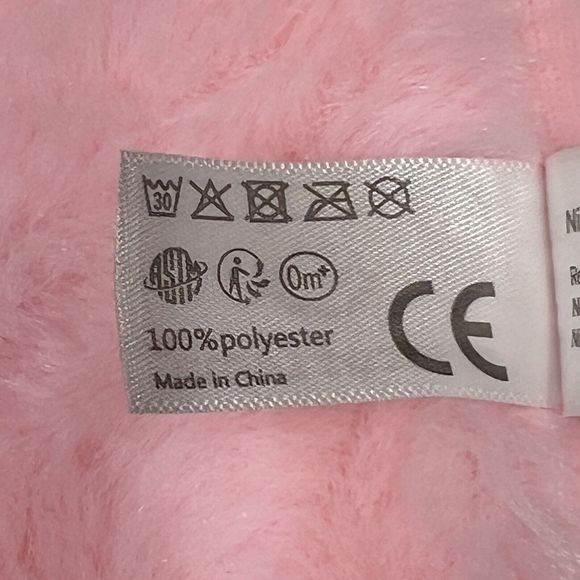 30
ASTM
0m+
100%polyester
Made in China
CE